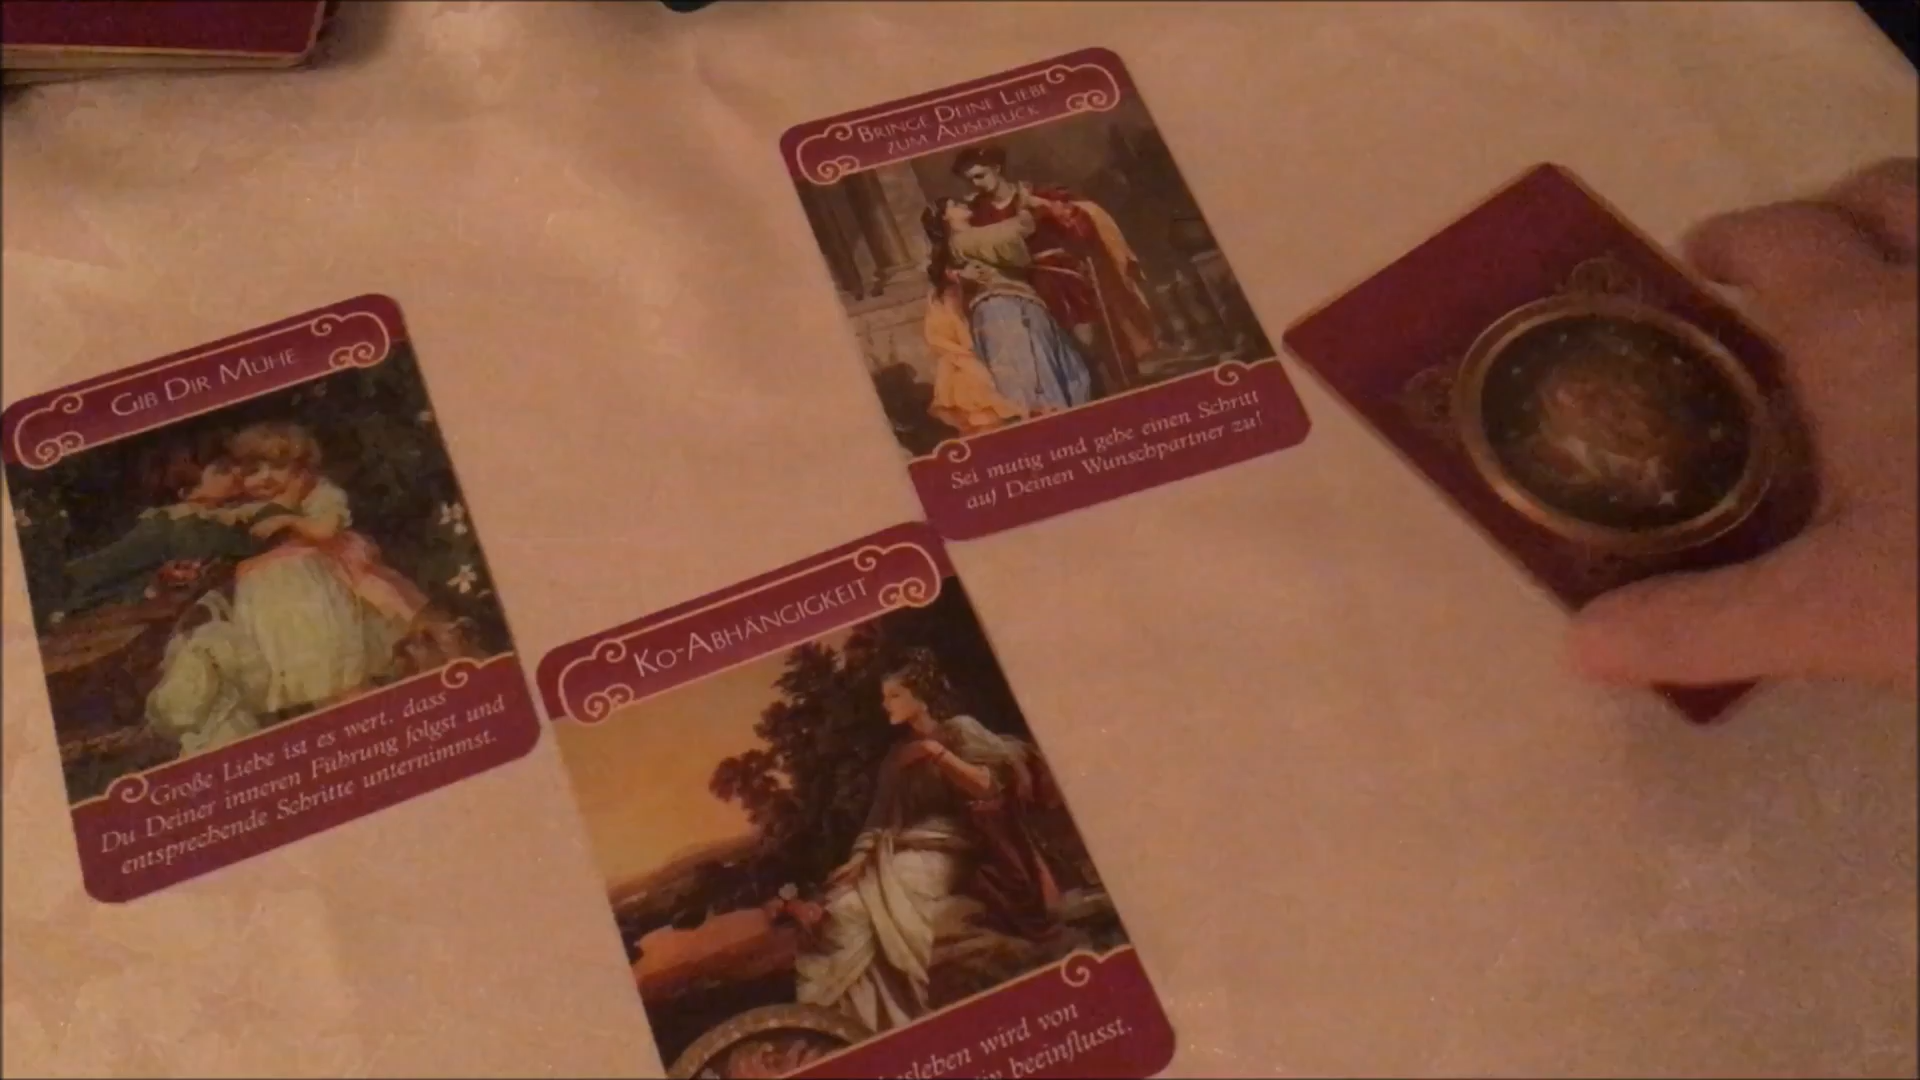 GIB DIR MÜHE
Große Liebe ist es wert, dass
Du Deiner inneren Führung folgst und
entsprechende Schritte unternimmst.
BRINGE DEINE LIEBE
ZUM AUSDRUCK
Sei mutig und gehe einen Schritt
auf Deinen Wunschpartner zu!
KO-ABHÄNGIGKEIT
wird von
beeinflusst.